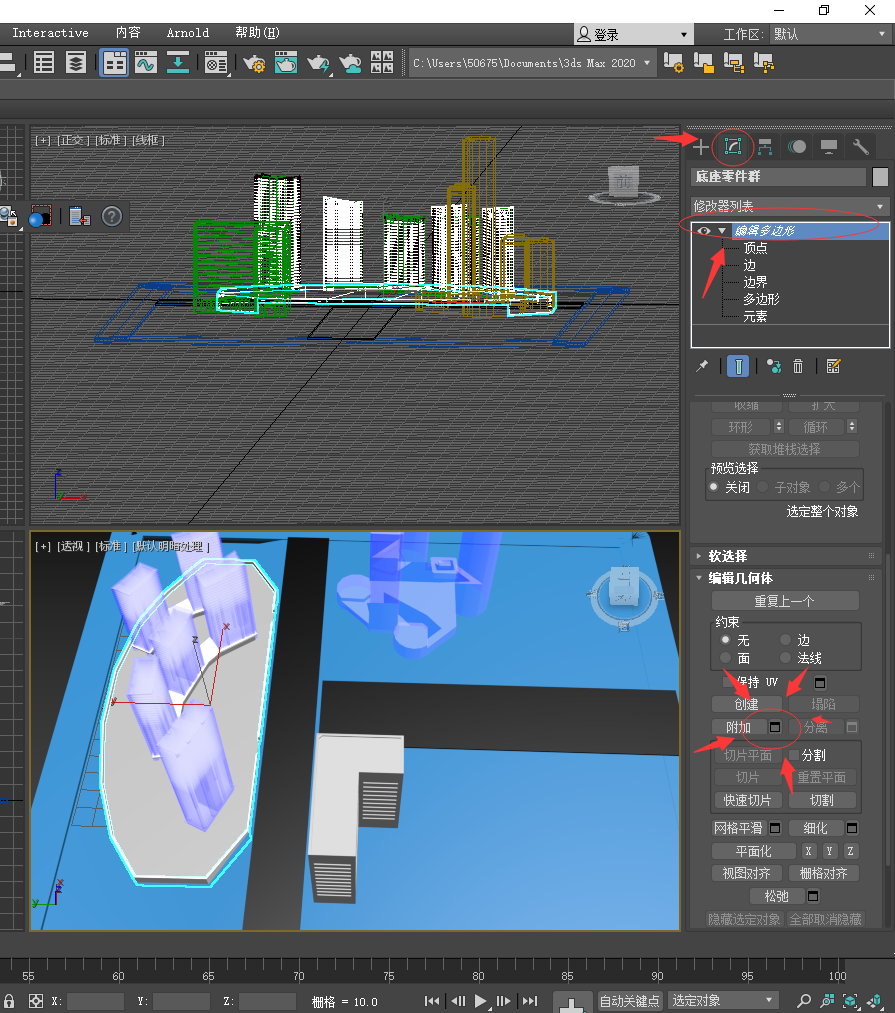 Interactive 内容 Arnold 帮助(H) 登录 工作区: 默认
C:\Users\50675\Documents\3ds Max 2020
[+] [正交] [标准] [线框]
前
底座零件群
修改器列表
编辑多边形
顶点
边
边界
多边形
元素
收缩 扩大
环形 循环
获取堆栈选择
预览选择
关闭 子对象 多个
选定整个对象
软选择
编辑几何体
重复上一个
约束
无 边
面 法线
保持 UV
创建 塌陷
附加 分离
切片平面 分割
切片 重置平面
快速切片 切割
网格平滑 细化
平面化 X Y Z
视图对齐 栅格对齐
松弛
隐藏选定对象 全部取消隐藏
[+] [透视] [标准] [默认明暗处理]
z x y
z x y
55 60 65 70 75 80 85 90 95 100
X: Y: Z: 栅格 = 10.0 自动关键点 选定对象